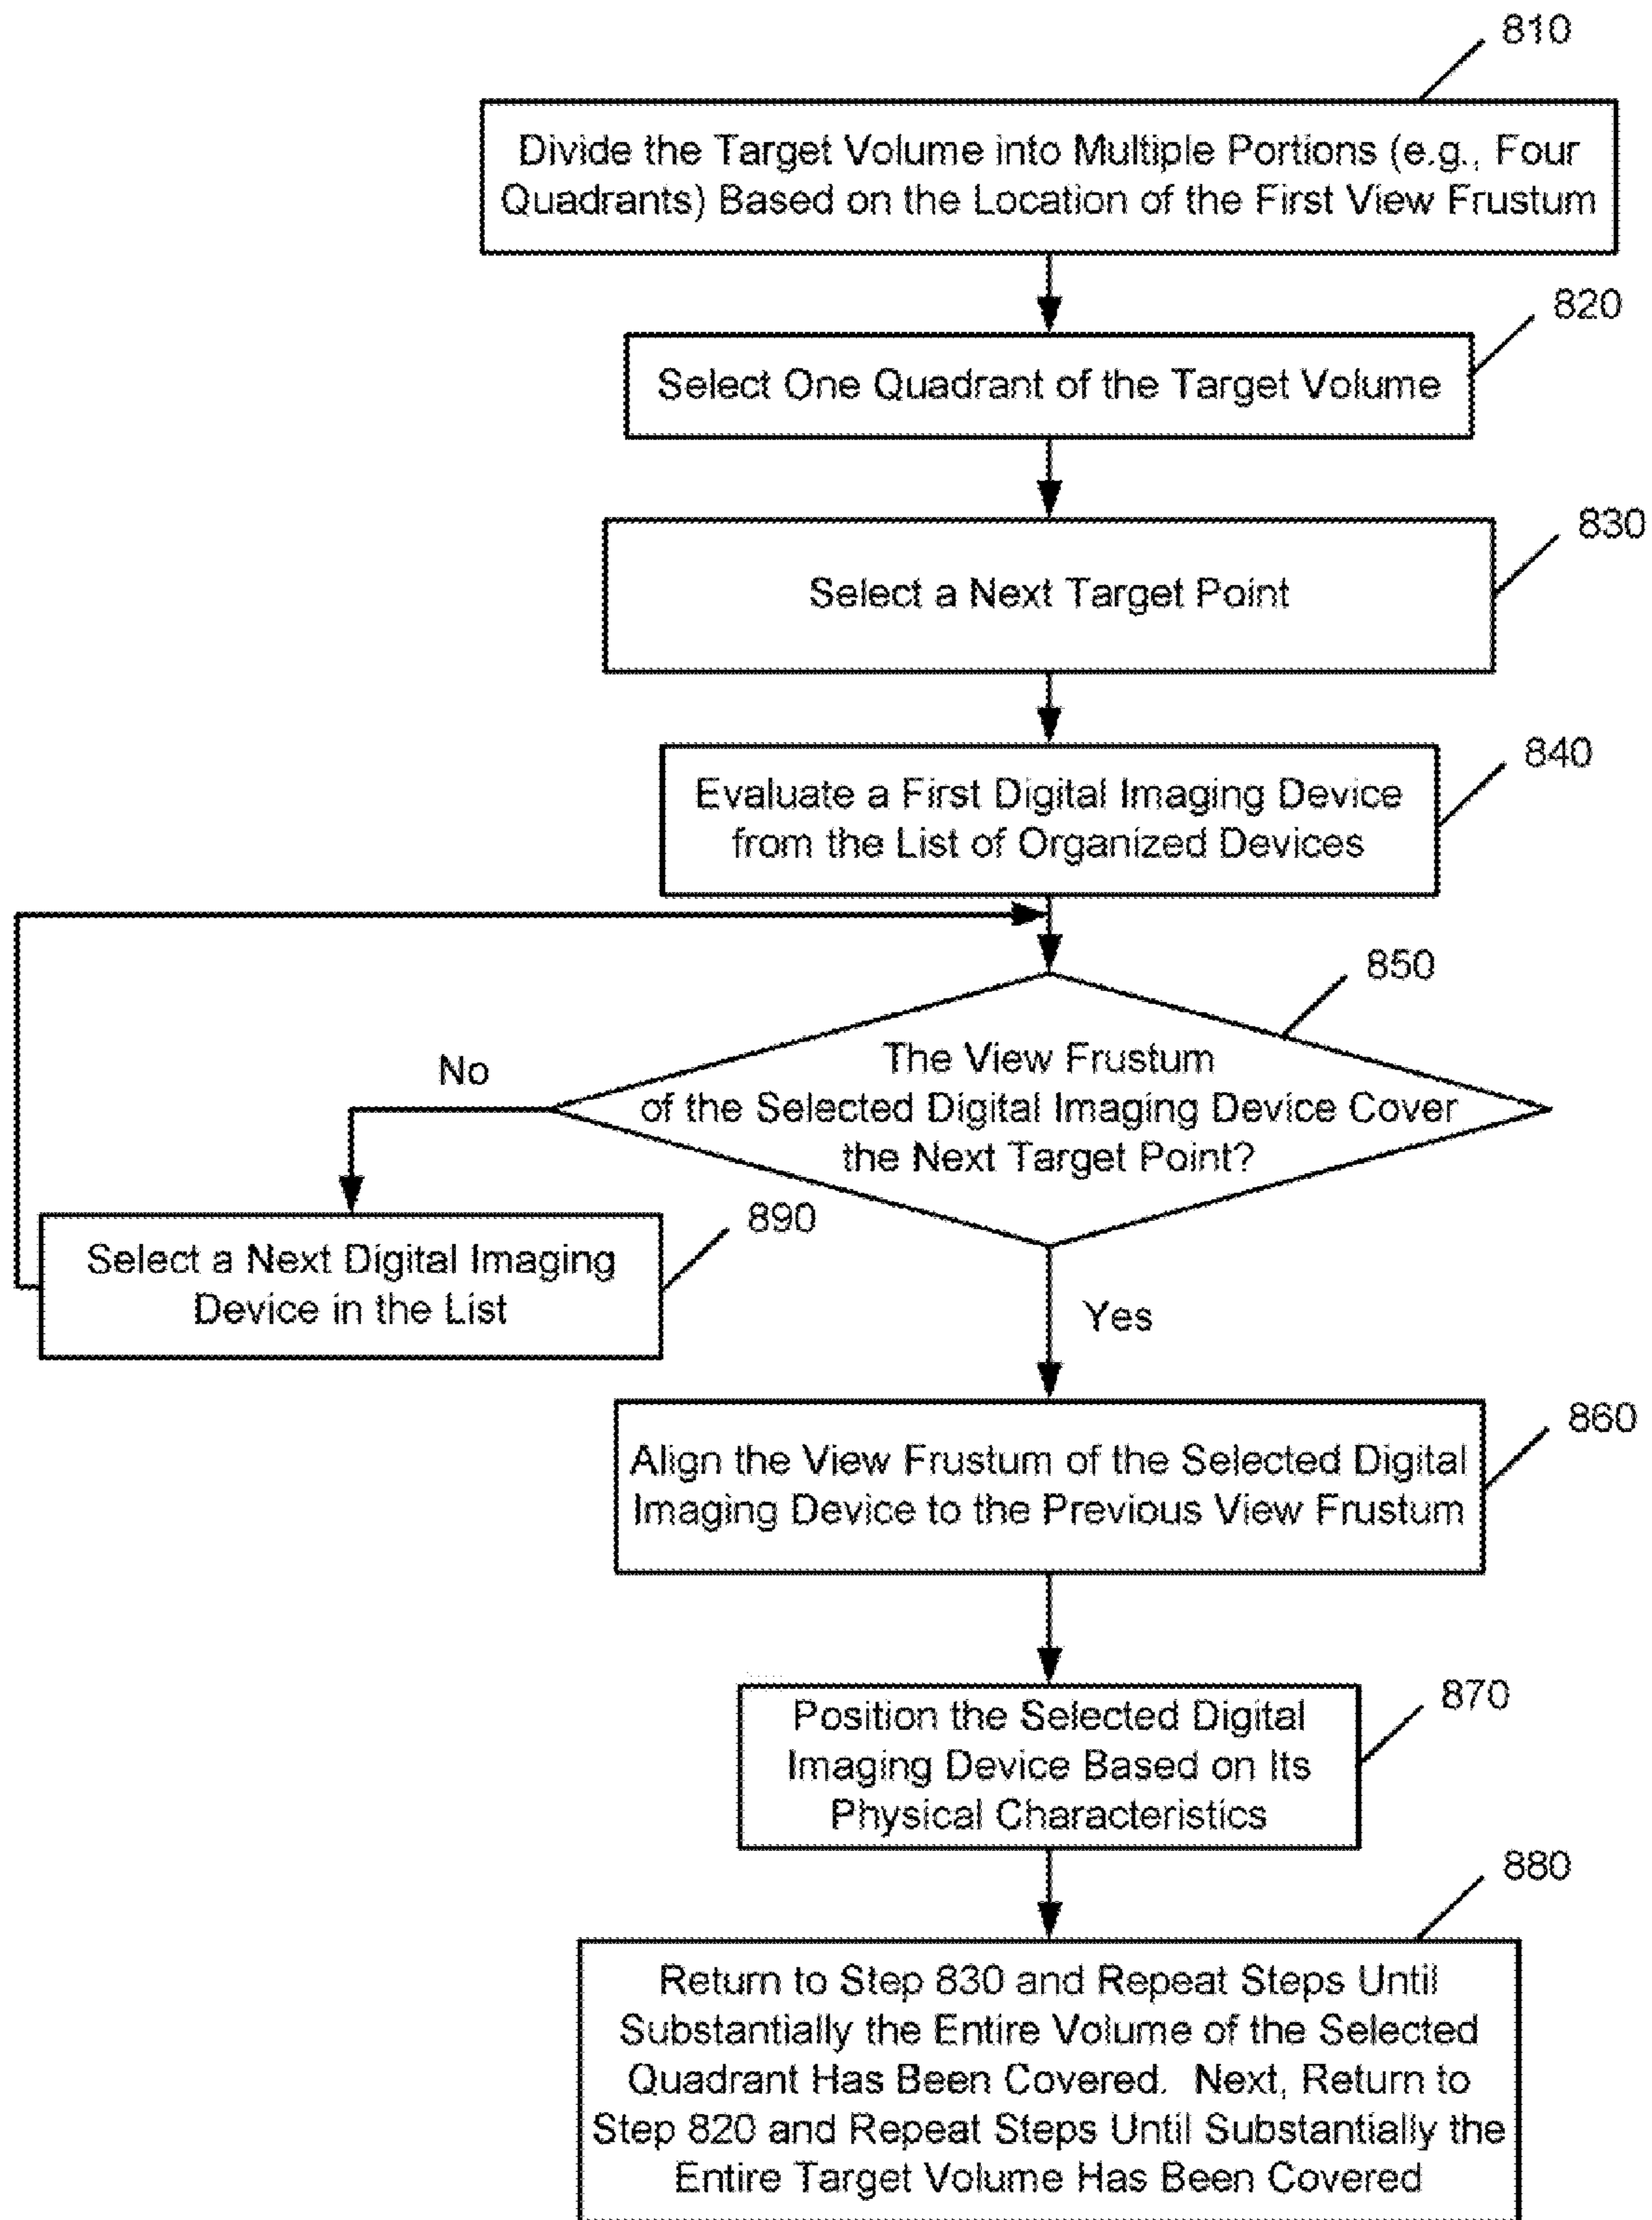 810
Divide the Target Volume into Multiple Portions (e.g., Four
Quadrants) Based on the Location of the First View Frustum
820
Select One Quadrant of the Target Volume
830
Select a Next Target Point
840
Evaluate a First Digital Imaging Device
from the List of Organized Devices
850
The View Frustum
of the Selected Digital Imaging Device Cover
the Next Target Point?
No
890
Select a Next Digital Imaging
Device in the List
Yes
860
Align the View Frustum of the Selected Digital
Imaging Device to the Previous View Frustum
870
Position the Selected Digital
Imaging Device Based on Its
Physical Characteristics
880
Return to Step 830 and Repeat Steps Until
Substantially the Entire Volume of the Selected
Quadrant Has Been Covered. Next, Return to
Step 820 and Repeat Steps Until Substantially the
Entire Target Volume Has Been Covered